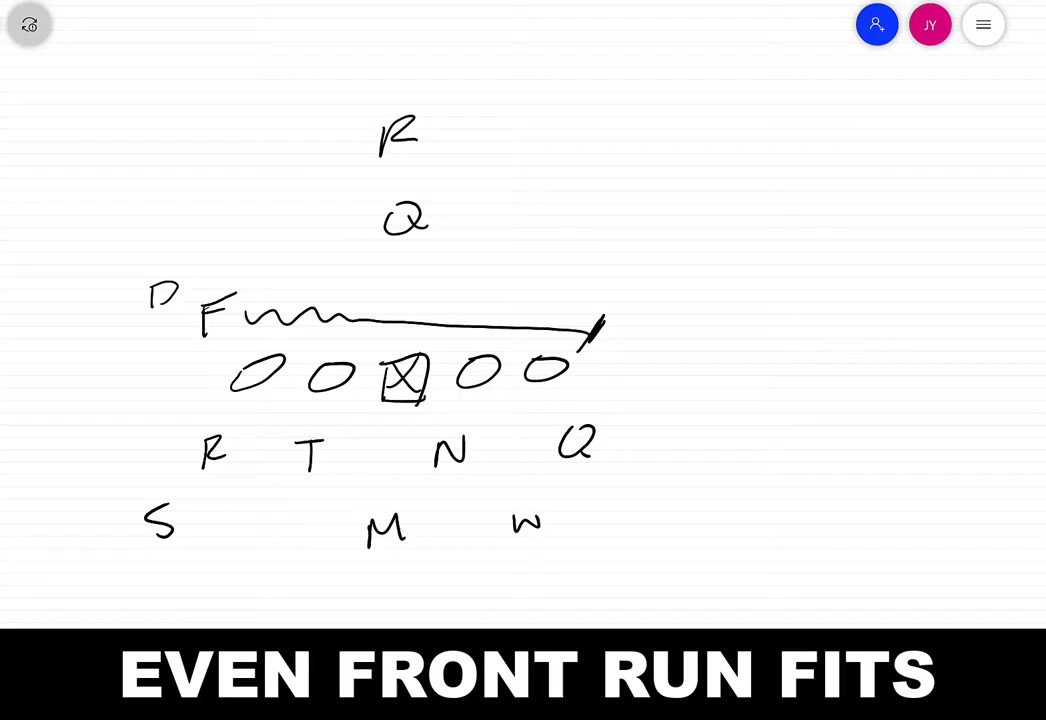 JY
R
Q
D F
X
R T N Q
S M W
EVEN FRONT RUN FITS